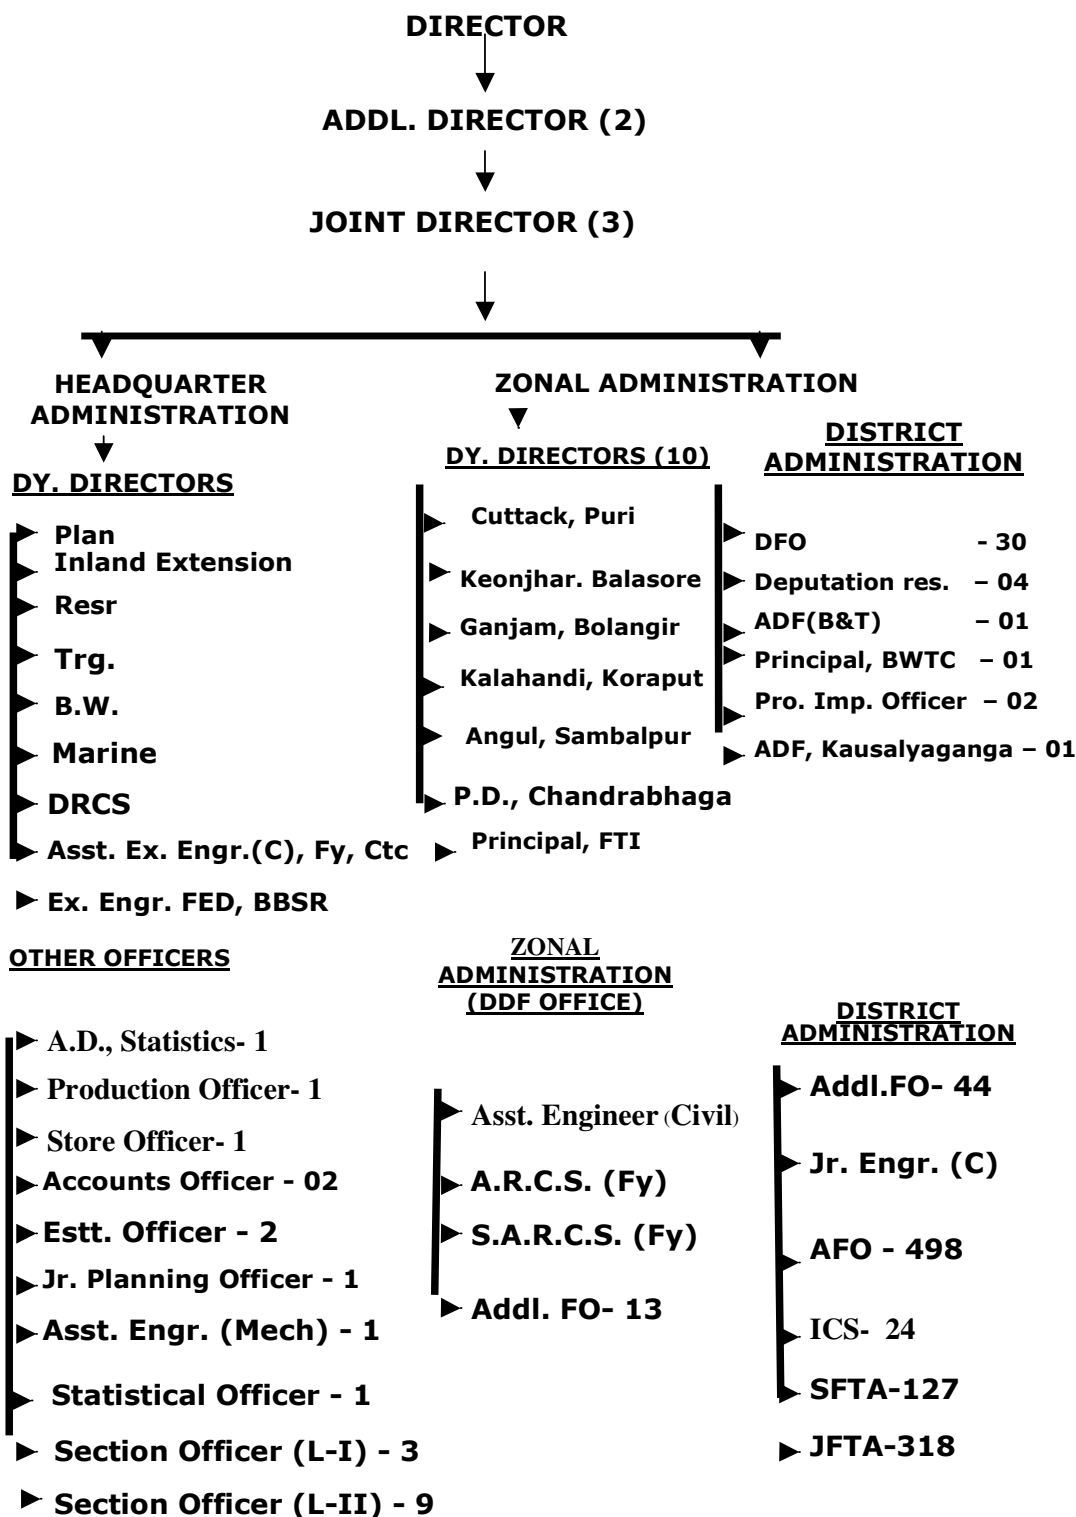 DIRECTOR
ADDL. DIRECTOR (2)
JOINT DIRECTOR (3)
HEADQUARTER
ADMINISTRATION
DY. DIRECTORS
Plan
Inland Extension
Resr
Trg.
B.W.
Marine
DRCS
Asst. Ex. Engr.(C), Fy, Ctc
Ex. Engr. FED, BBSR
ZONAL ADMINISTRATION
DY. DIRECTORS (10)
Cuttack, Puri
Keonjhar. Balasore
Ganjam, Bolangir
Kalahandi, Koraput
Angul, Sambalpur
P.D., Chandrabhaga
Principal, FTI
DISTRICT
ADMINISTRATION
DFO - 30
Deputation res. – 04
ADF(B&T) – 01
Principal, BWTC – 01
Pro. Imp. Officer – 02
ADF, Kausalyaganga – 01
OTHER OFFICERS
A.D., Statistics- 1
Production Officer- 1
Store Officer- 1
Accounts Officer - 02
Estt. Officer - 2
Jr. Planning Officer - 1
Asst. Engr. (Mech) - 1
Statistical Officer - 1
Section Officer (L-I) - 3
Section Officer (L-II) - 9
ZONAL
ADMINISTRATION
(DDF OFFICE)
Asst. Engineer (Civil)
A.R.C.S. (Fy)
S.A.R.C.S. (Fy)
Addl. FO- 13
DISTRICT
ADMINISTRATION
Addl.FO- 44
Jr. Engr. (C)
AFO - 498
ICS- 24
SFTA-127
JFTA-318